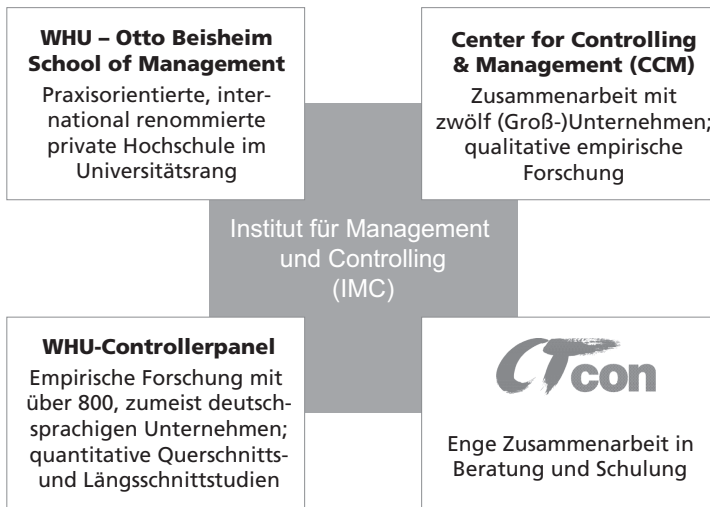 WHU – Otto Beisheim
School of Management
Praxisorientierte, inter-
national renommierte
private Hochschule im
Universitätsrang
Center for Controlling
& Management (CCM)
Zusammenarbeit mit
zwölf (Groß-)Unternehmen;
qualitative empirische
Forschung
Institut für Management
und Controlling
(IMC)
WHU-Controllerpanel
Empirische Forschung mit
über 800, zumeist deutsch-
sprachigen Unternehmen;
quantitative Querschnitts-
und Längsschnittstudien
CTcon
Enge Zusammenarbeit in
Beratung und Schulung